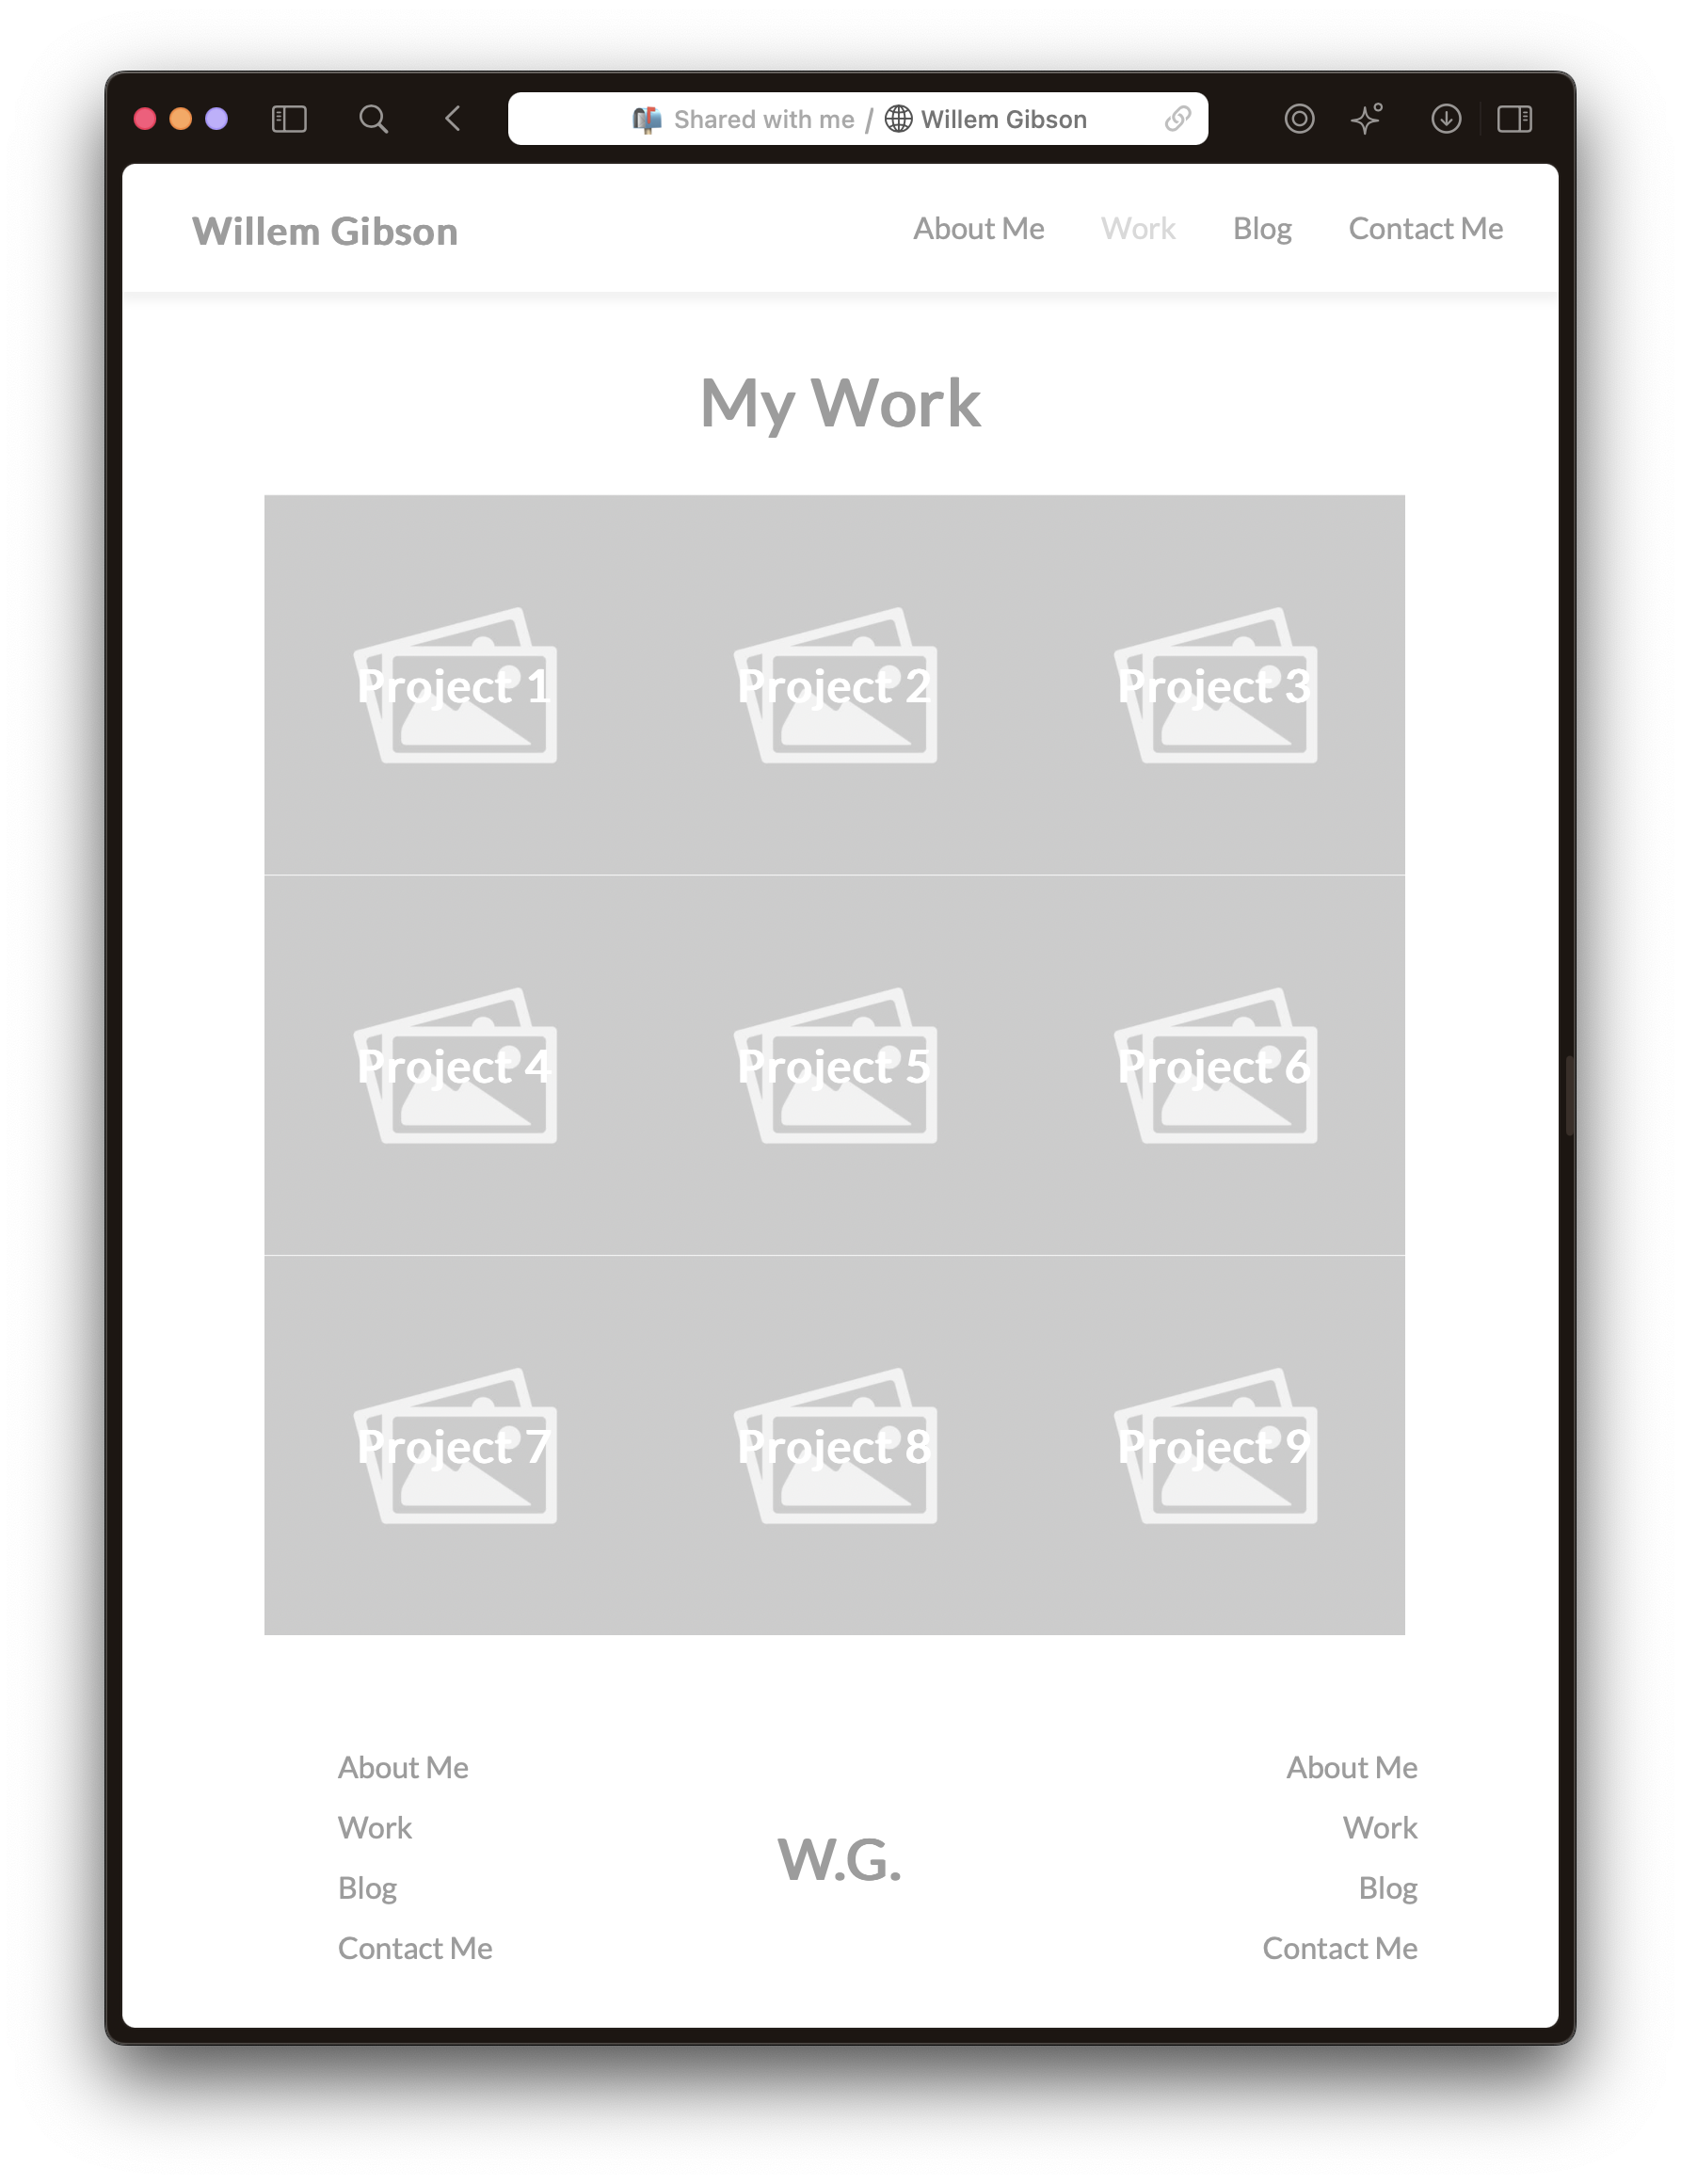 Shared with me / Willem Gibson
Willem Gibson
About Me Work Blog Contact Me
My Work
Project 1 Project 2 Project 3
Project 4 Project 5 Project 6
Project 7 Project 8 Project 9
About Me
Work
Blog
Contact Me
W.G.
About Me
Work
Blog
Contact Me